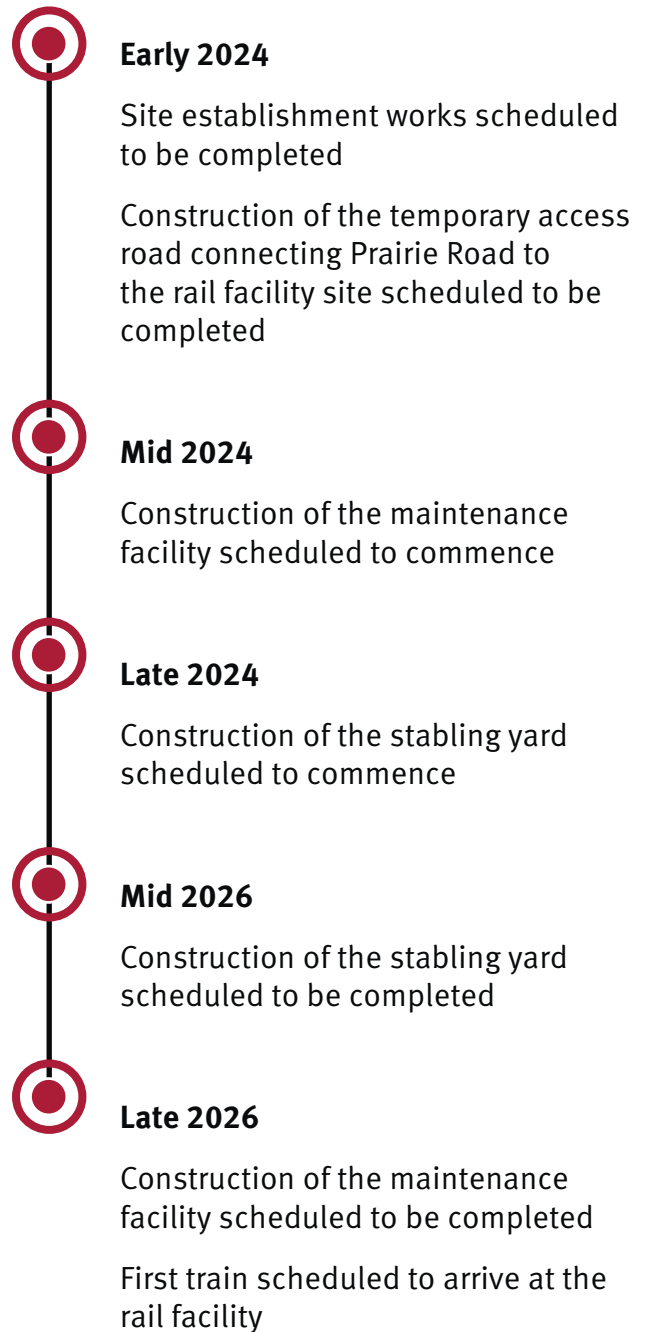 Early 2024
Site establishment works scheduled
to be completed
Construction of the temporary access
road connecting Prairie Road to
the rail facility site scheduled to be
completed
Mid 2024
Construction of the maintenance
facility scheduled to commence
Late 2024
Construction of the stabling yard
scheduled to commence
Mid 2026
Construction of the stabling yard
scheduled to be completed
Late 2026
Construction of the maintenance
facility scheduled to be completed
First train scheduled to arrive at the
rail facility